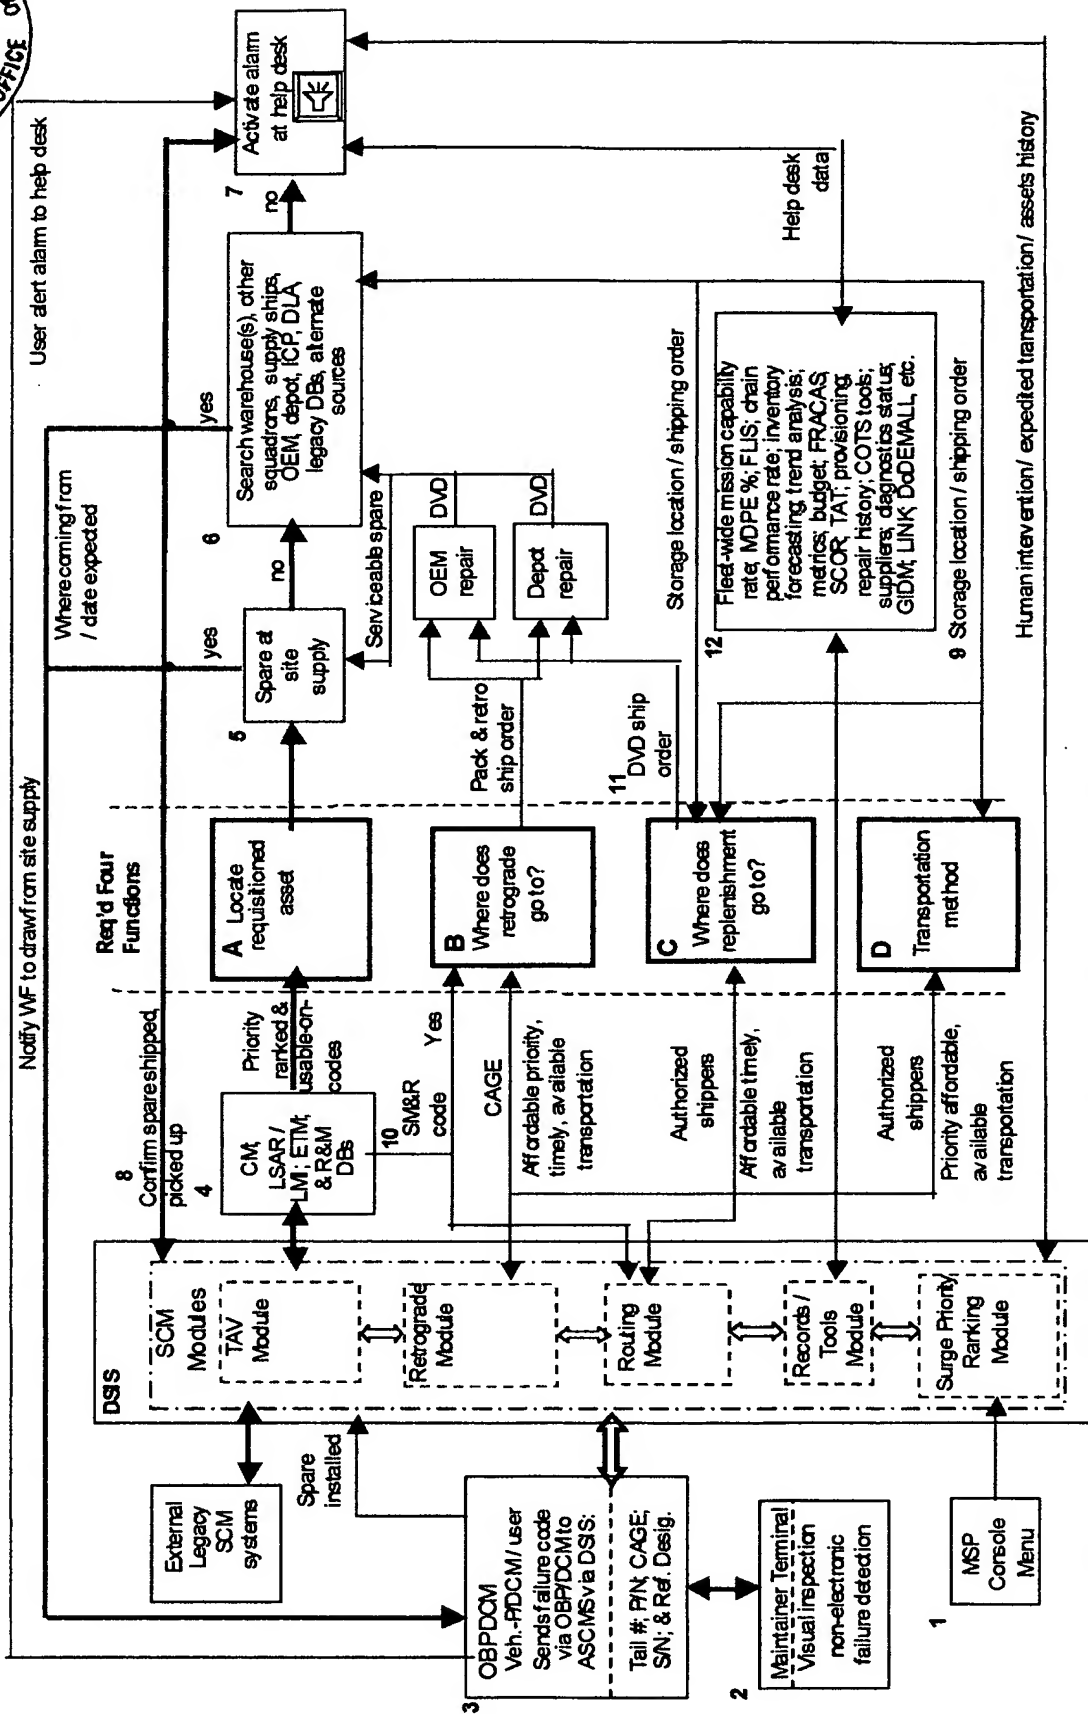 OFFICE
Notify WF to draw from site supply
User alert alarm to help desk
Where coming from
/ date expected
8
Confirm spare shipped,
picked up
yes
yes
Req'd Four
Functions
DSIS
SCM
Modules
TAV
Module
Retrograde
Module
Routing
Module
Records /
Tools
Module
Surge Priority
Ranking
Module
External
Legacy
SCM
systems
Spare
installed
3
OBPDCM
Veh.-P/DCM / user
Sends failure code
via OBP/DCM to
ASCMS via DSIS:
Tail #; P/N; CAGE;
S/N; & Ref. Desig.
2
Maintainer Terminal
Visual inspection
non-electronic
failure detection
1
MSP
Console
Menu
4
CM,
LSAR /
LMI; ETM;
& R&M
DBs
Priority
ranked &
usable-on-
codes
10
SM&R
code
Yes
CAGE
Affordable priority,
timely, available
transportation
Authorized
shippers
Affordable timely,
available
transportation
Authorized
shippers
Priority affordable,
available
transportation
A Locate
requisitioned
asset
B
Where does
retrograde
go to?
C
Where does
replenishment
go to?
D
Transportation
method
5
Spare at
site
supply
no
6
Search warehouse(s), other
squadrons, supply ships,
OEM, depot, ICP, DLA,
legacy DBs, alternate
sources
no
7
Activate alarm
at help desk
Serviceable spare
Pack & retro
ship order
OEM
repair
DVD
Depot
repair
DVD
11
DVD ship
order
Storage location / shipping order
12
Fleet-wide mission capability
rate; MDPE %; FLIS; chain
performance rate; inventory
forecasting; trend analysis;
metrics; budget; FRACAS;
SCOR; TAT; provisioning;
repair history; COTS tools;
suppliers; diagnostics status;
GIDM; LINK; DoDEMALL, etc.
Help desk
data
9 Storage location / shipping order
Human intervention/ expedited transportation/ assets history